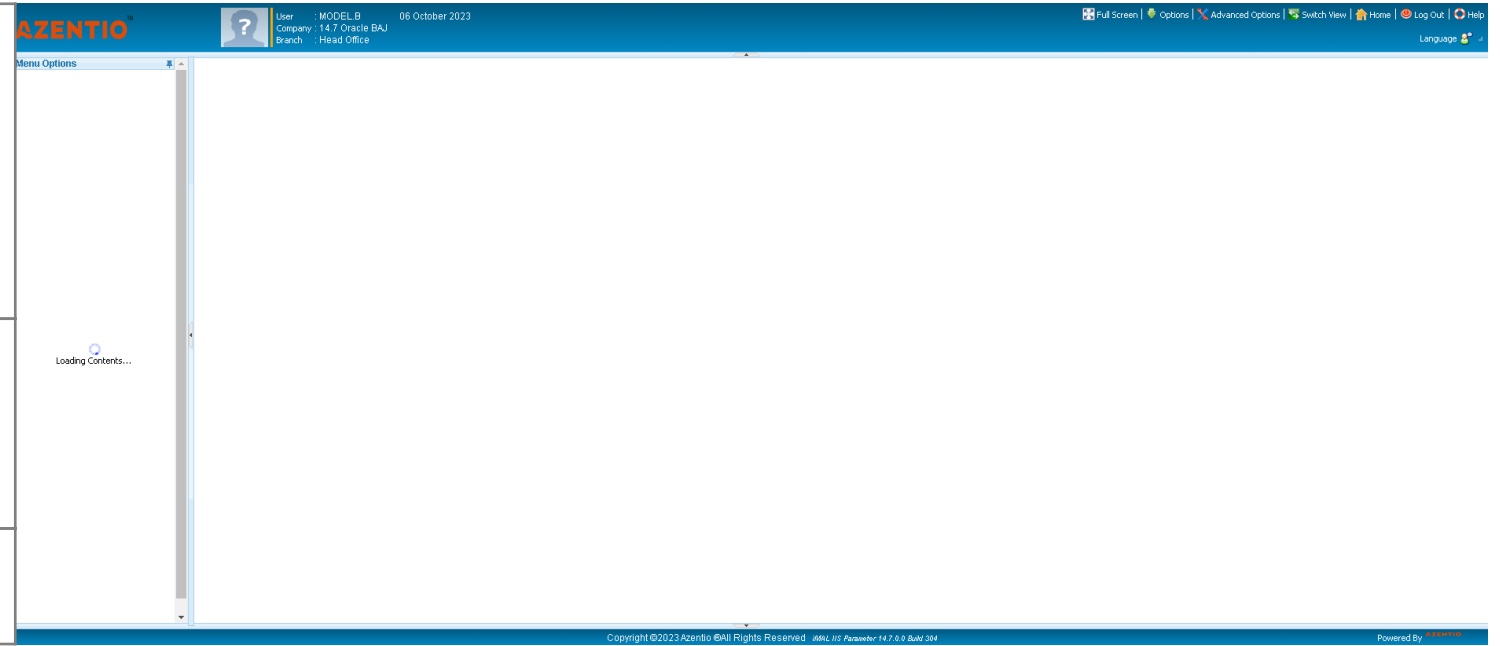 AZENTIO
User : MODEL.B 06 October 2023
Company : 14.7 Oracle BAJ
Branch : Head Office
Full Screen | Options | Advanced Options | Switch View | Home | Log Out | Help
Language
Menu Options
Loading Contents...
Copyright ©2023 Azentio ®All Rights Reserved iMAL IIS Parameter 14.7.0.0 Build 304
Powered By AZENTIO